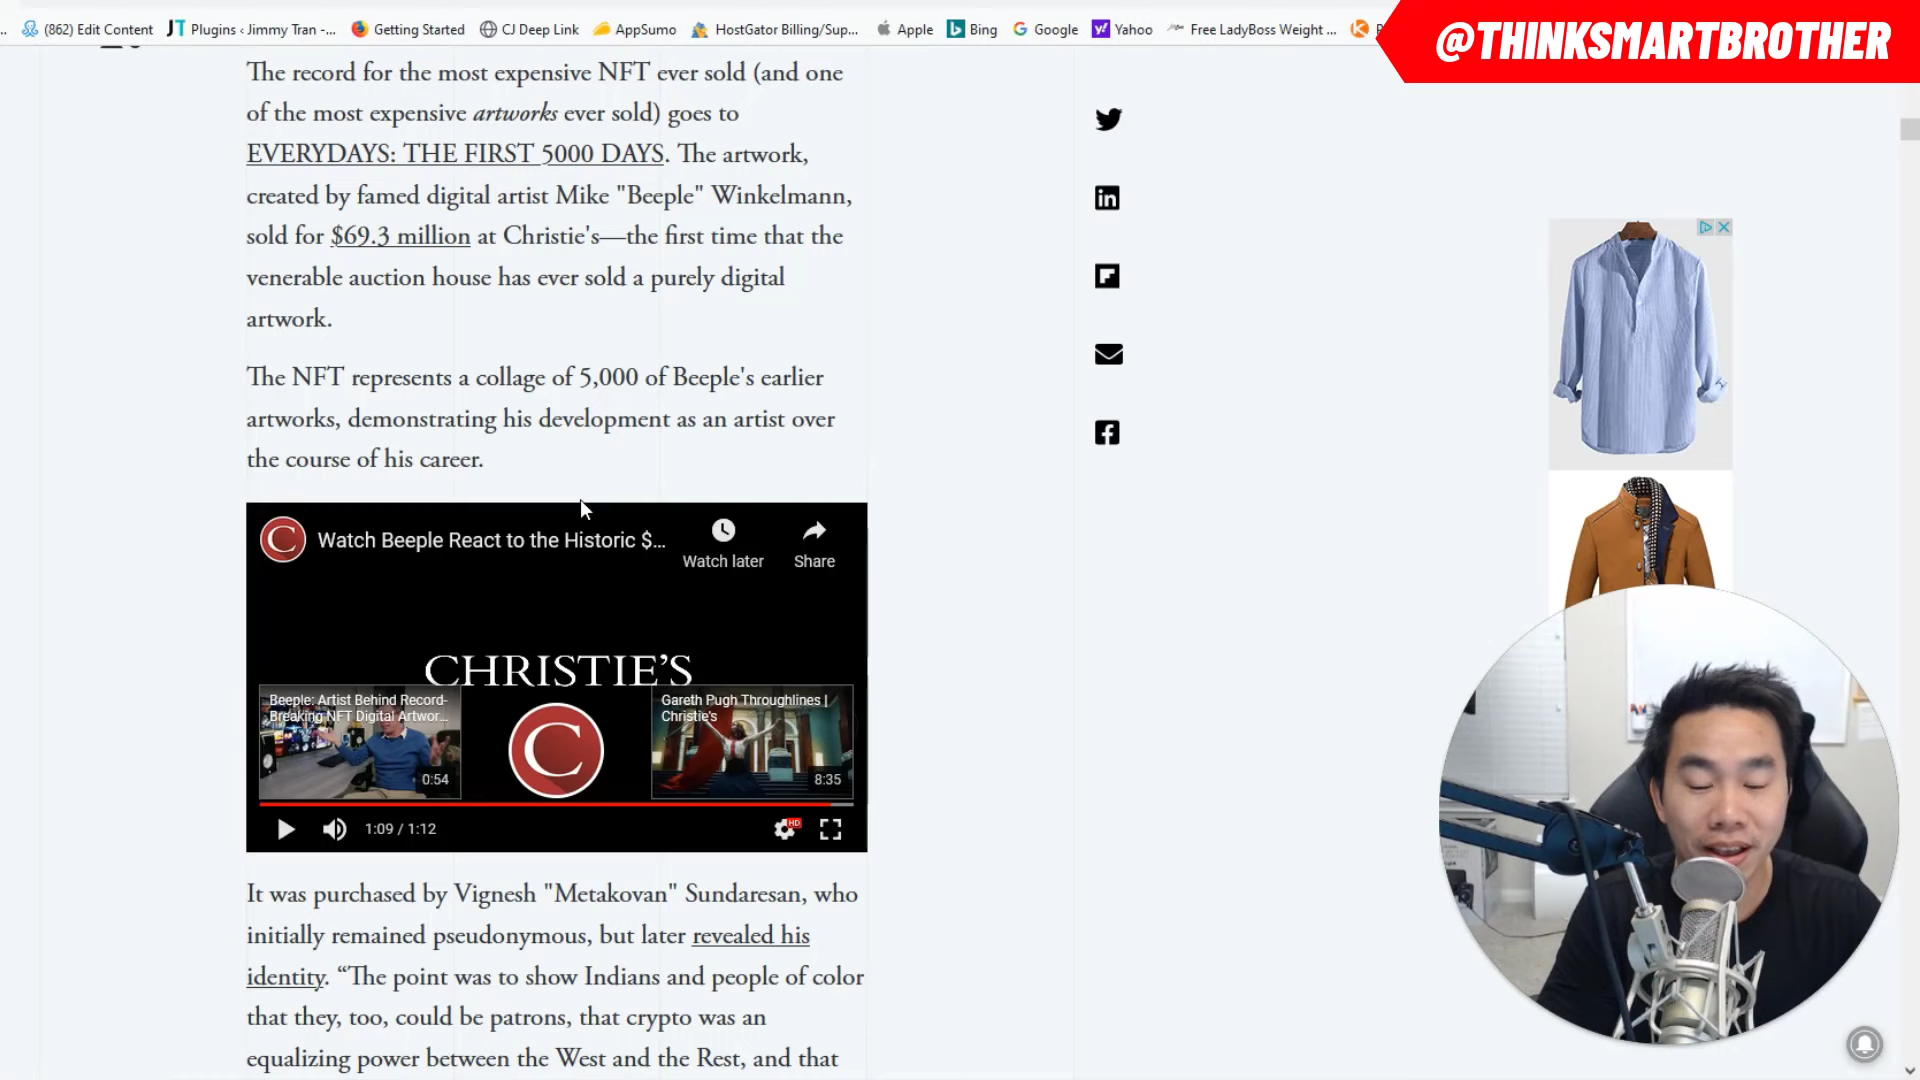 (862) Edit Content
Plugins ‹ Jimmy Tran -...
Getting Started
CJ Deep Link
AppSumo
HostGator Billing/Sup...
Apple
Bing
Google
Yahoo
Free LadyBoss Weight ...
@THINKSMARTBROTHER
The record for the most expensive NFT ever sold (and one
of the most expensive artworks ever sold) goes to
EVERYDAYS: THE FIRST 5000 DAYS. The artwork,
created by famed digital artist Mike "Beeple" Winkelmann,
sold for $69.3 million at Christie's—the first time that the
venerable auction house has ever sold a purely digital
artwork.
The NFT represents a collage of 5,000 of Beeple's earlier
artworks, demonstrating his development as an artist over
the course of his career.
C
Watch Beeple React to the Historic $...
Watch later
Share
CHRISTIE'S
Beeple: Artist Behind Record-
Breaking NFT Digital Artwor...
0:54
C
Gareth Pugh Throughlines |
Christie's
8:35
1:09 / 1:12
HD
It was purchased by Vignesh "Metakovan" Sundaresan, who
initially remained pseudonymous, but later revealed his
identity. “The point was to show Indians and people of color
that they, too, could be patrons, that crypto was an
equalizing power between the West and the Rest, and that